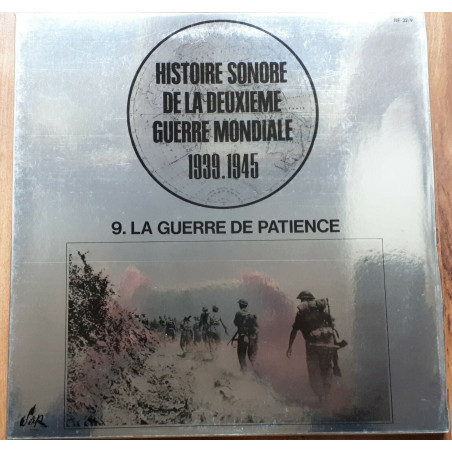 HISTOIRE SONORE
DE LA DEUXIEME
GUERRE MONDIALE
1939.1945
9. LA GUERRE DE PATIENCE